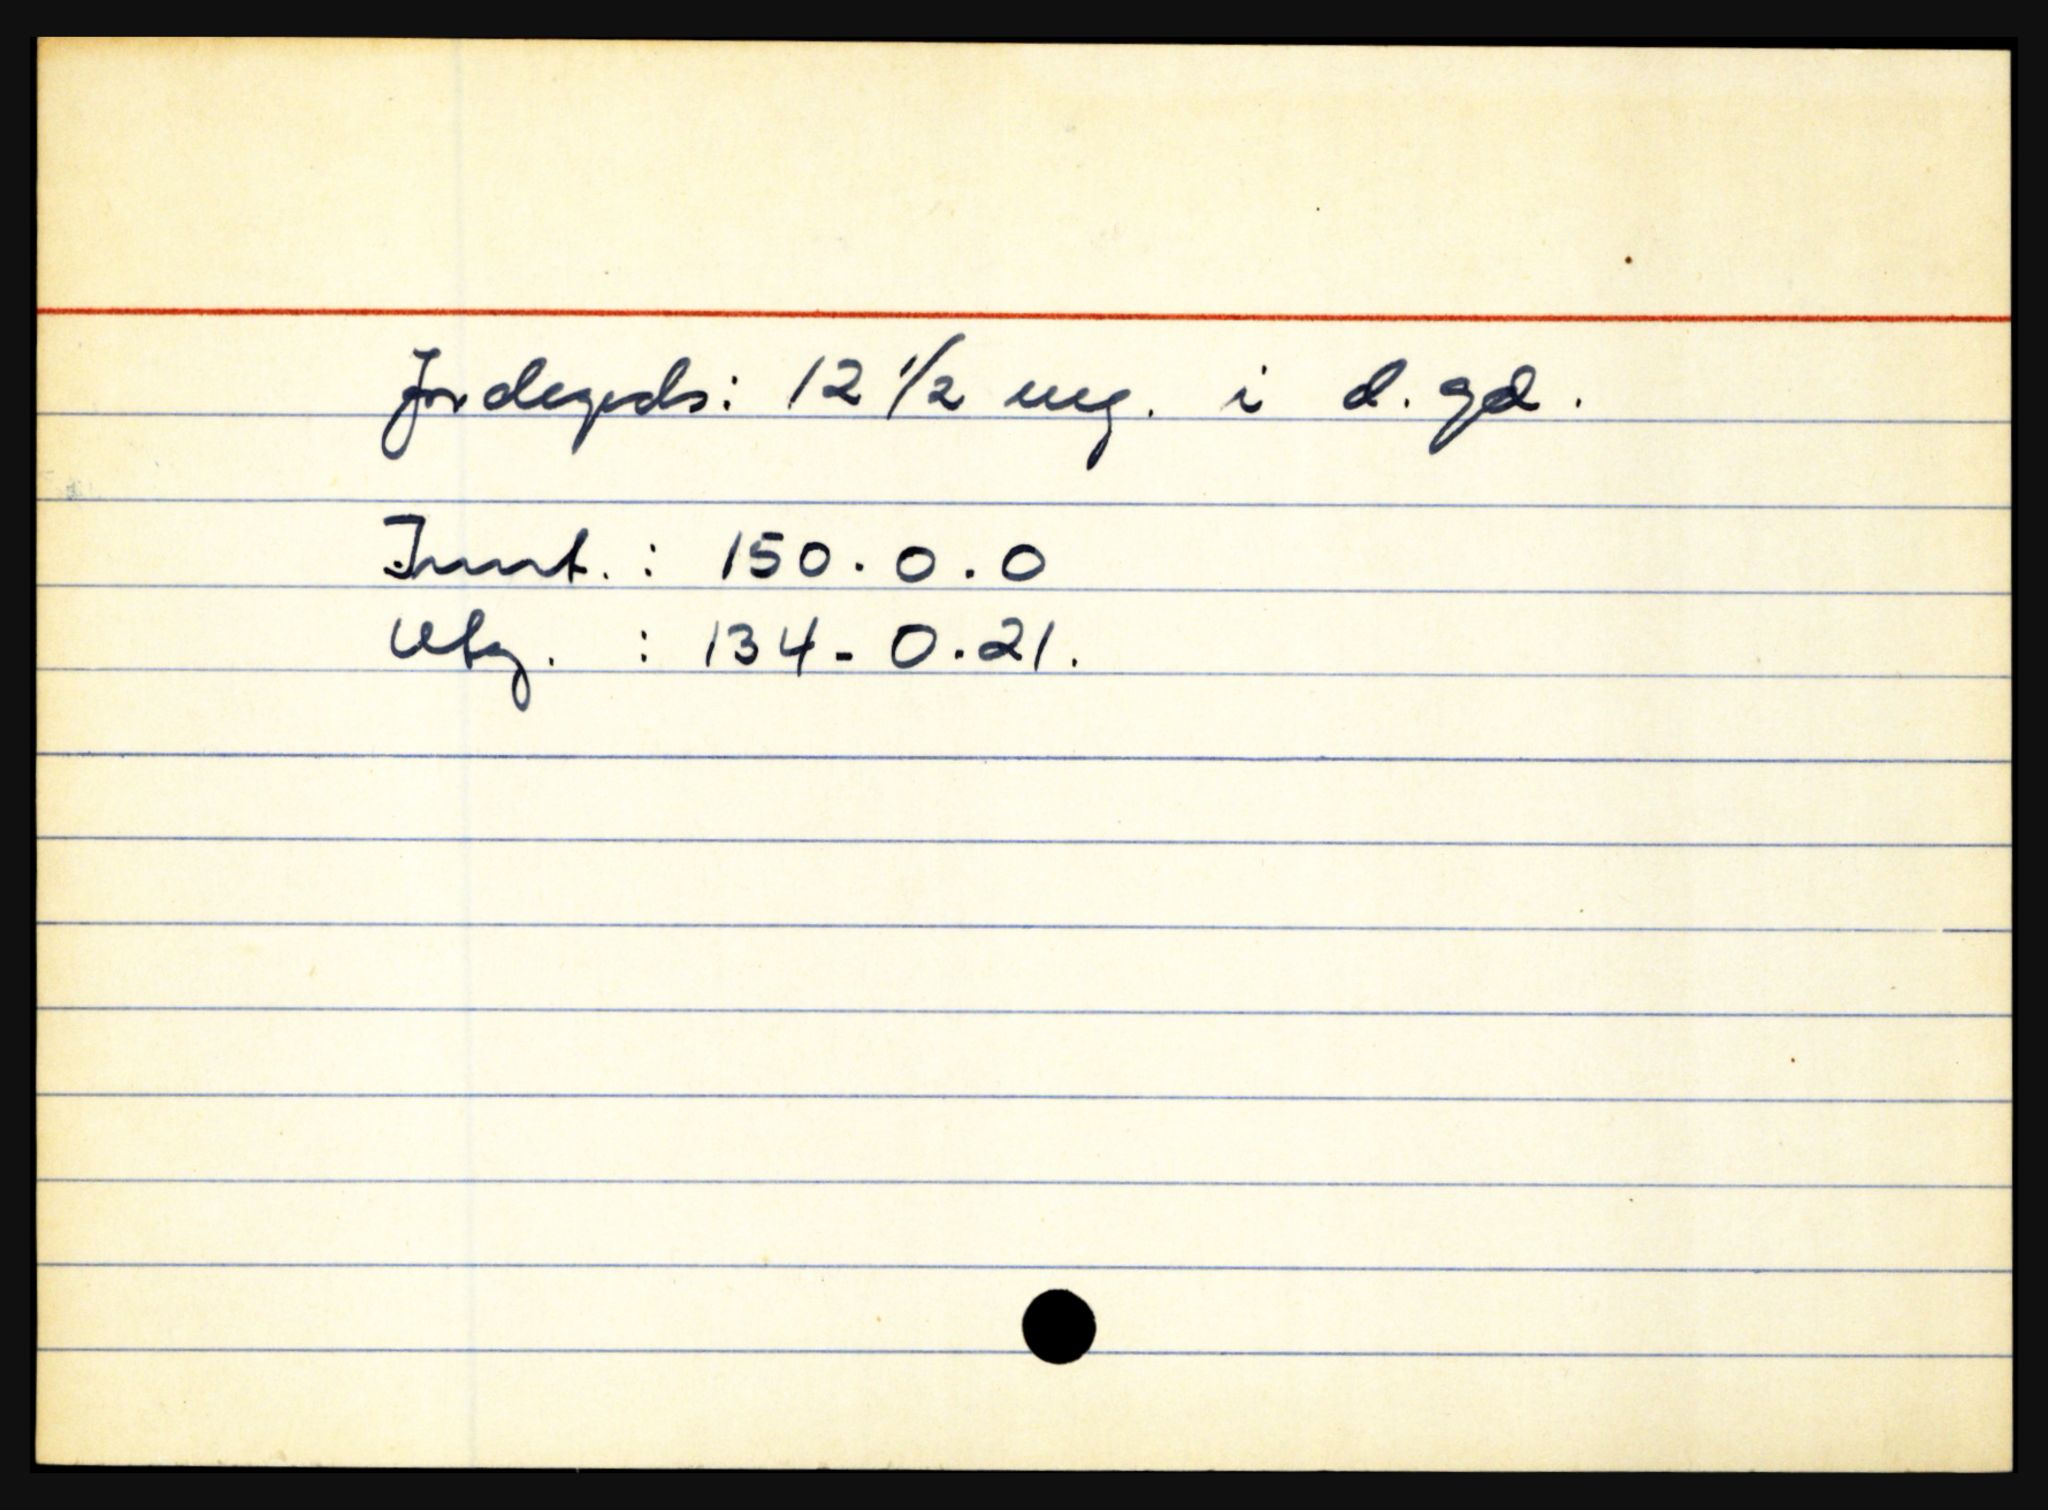 Jordegods: 12 1/2 mg. i d. gd.
Innt. : 150. 0. 0
Utg. : 134 - 0. 21.